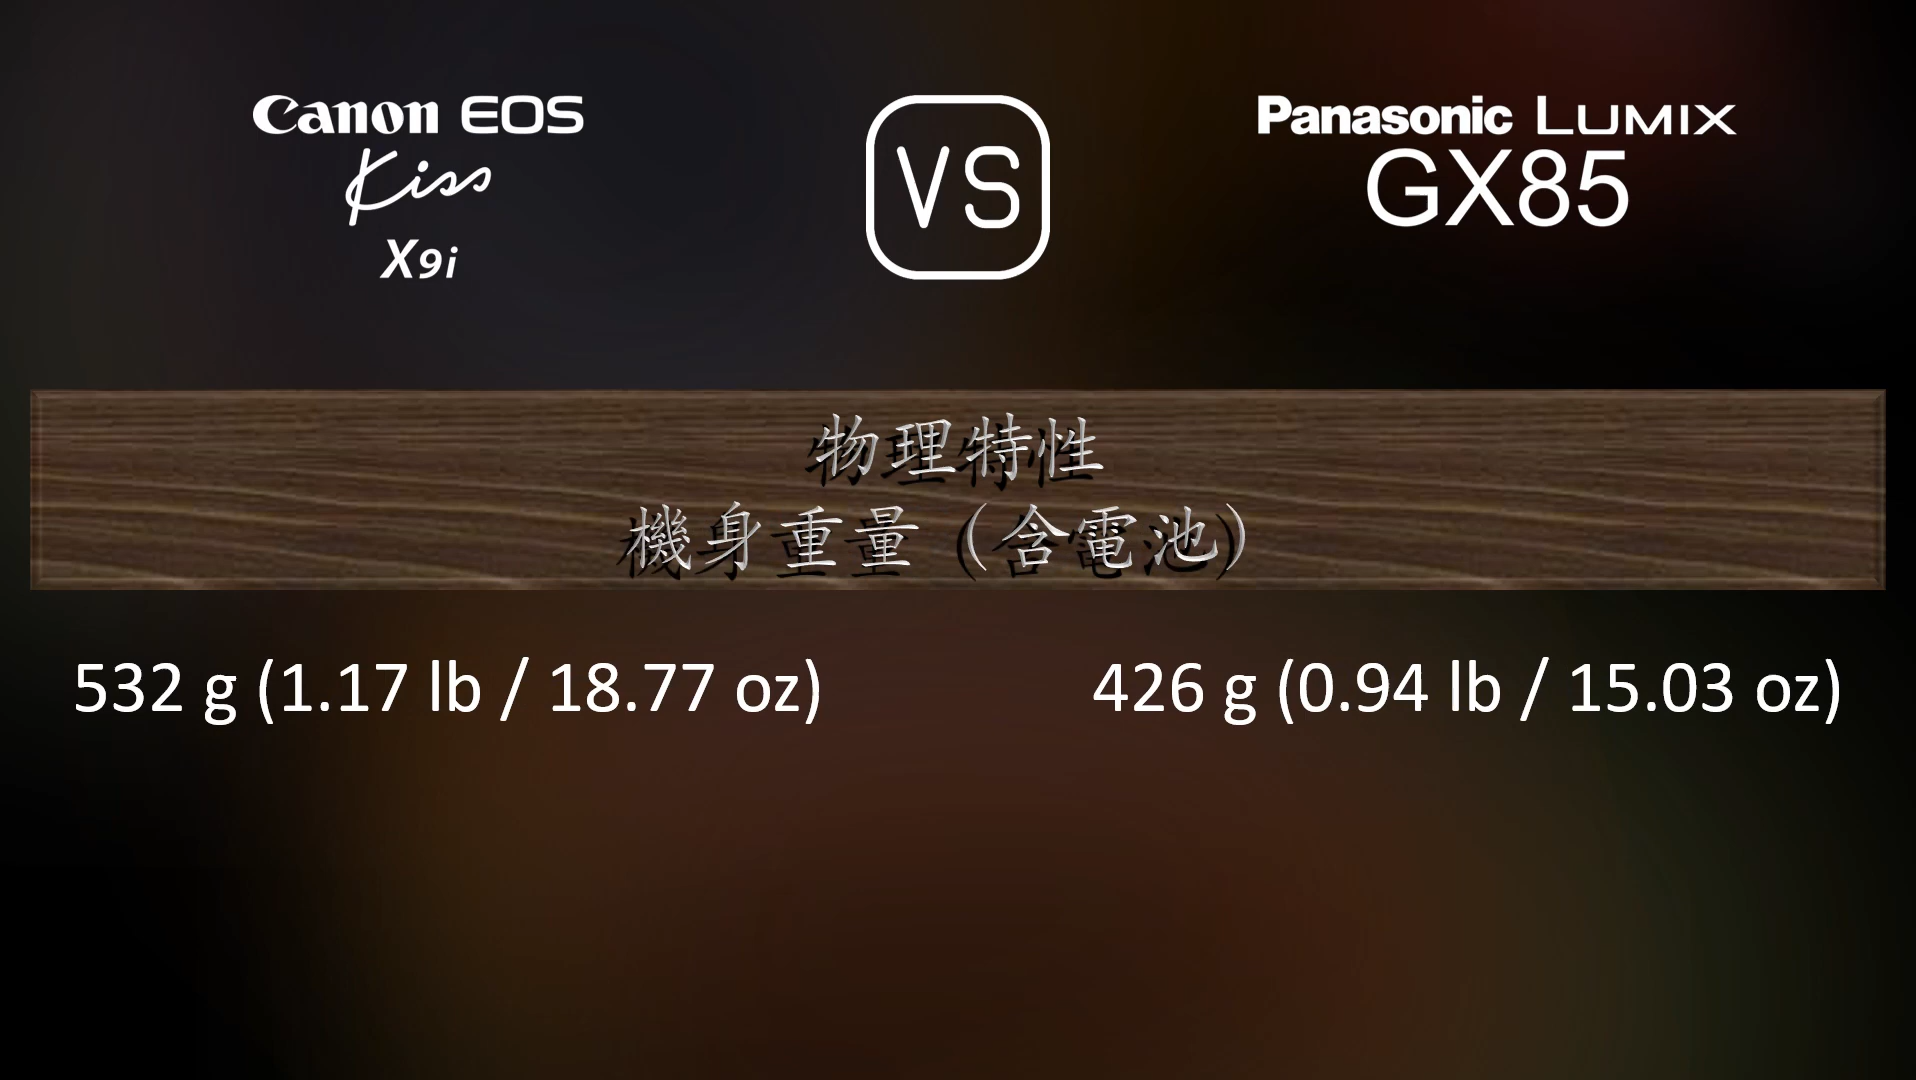 Canon EOS
Kiss
X9i
VS
Panasonic LUMIX
GX85
物理特性
機身重量（含電池）
532 g (1.17 lb / 18.77 oz)
426 g (0.94 lb / 15.03 oz)